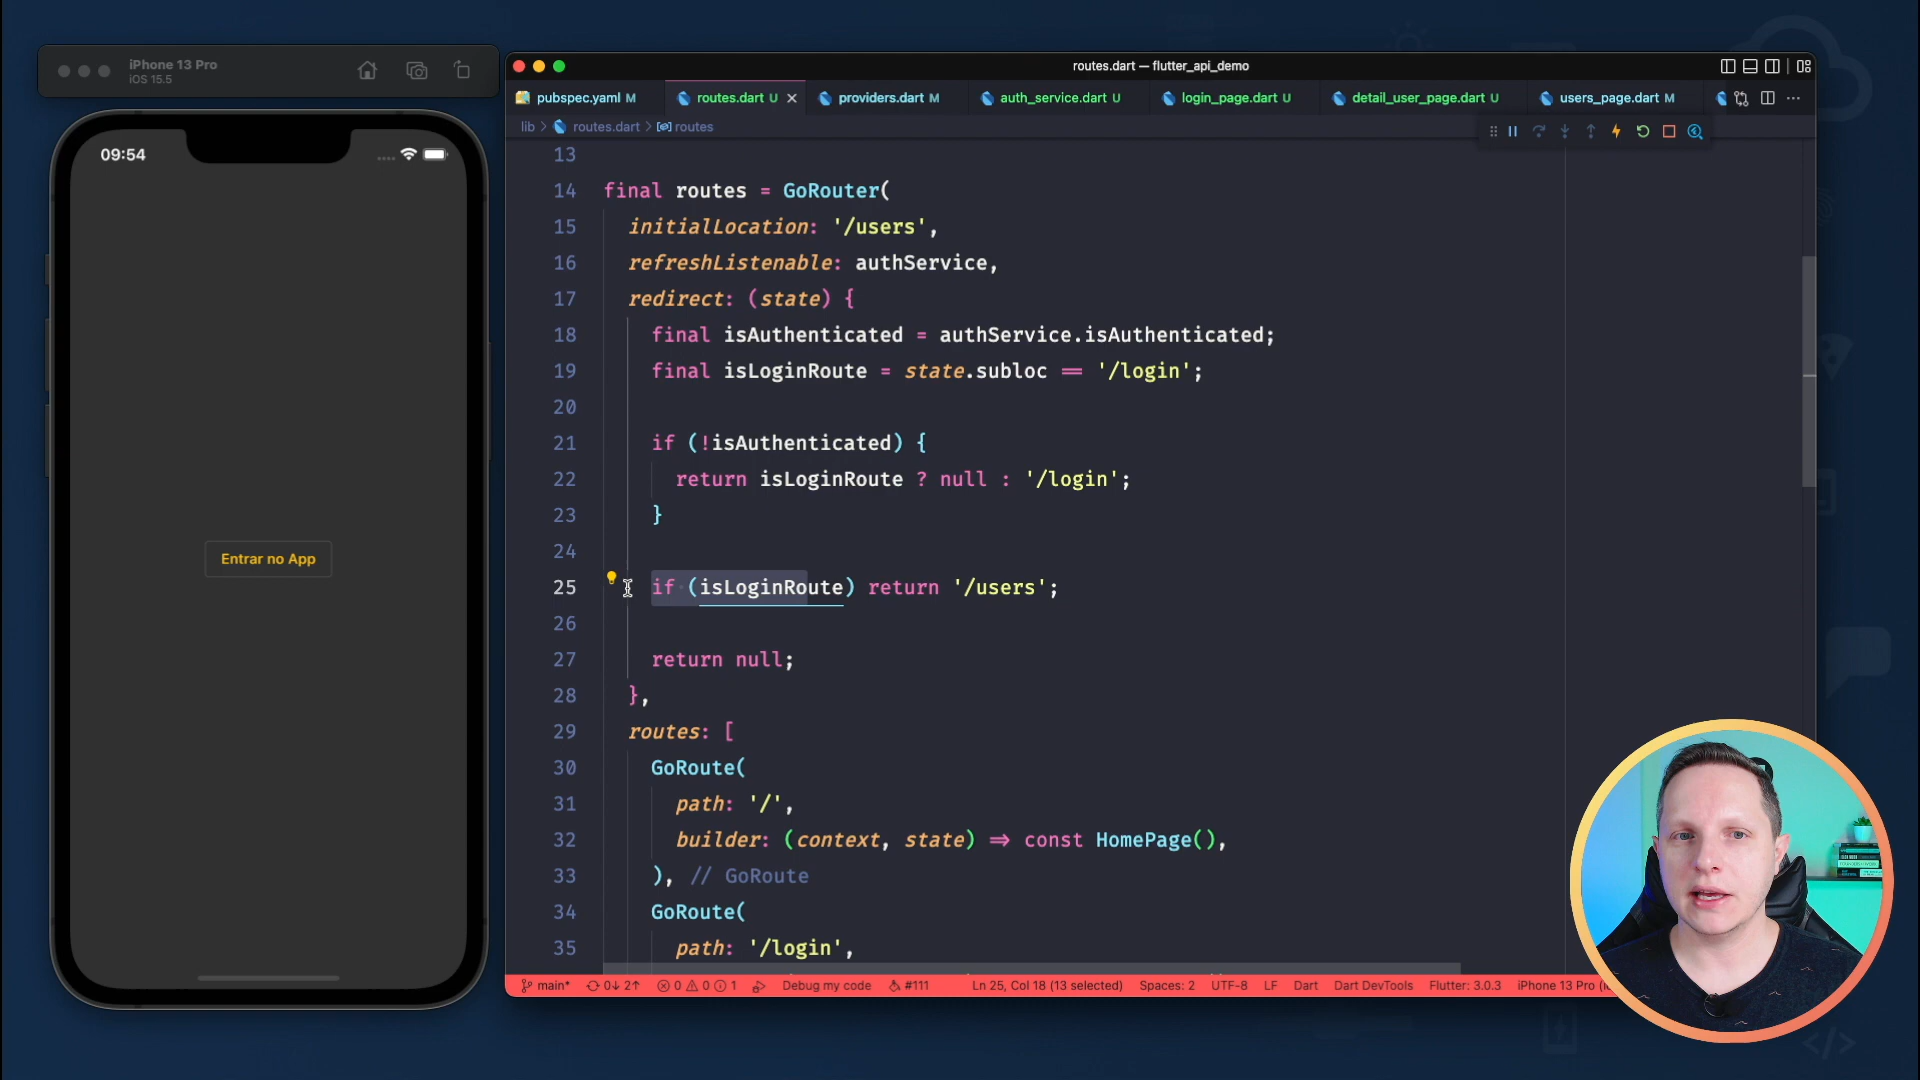 iPhone 13 Pro
iOS 15.5
09:54
Entrar no App
routes.dart — flutter_api_demo
pubspec.yaml M
routes.dart U
providers.dart M
auth_service.dart U
login_page.dart U
detail_user_page.dart U
users_page.dart M
lib > routes.dart > routes
13
14 final routes = GoRouter(
15 initialLocation: '/users',
16 refreshListenable: authService,
17 redirect: (state) {
18 final isAuthenticated = authService.isAuthenticated;
19 final isLoginRoute = state.subloc == '/login';
20
21 if (!isAuthenticated) {
22 return isLoginRoute ? null : '/login';
23 }
24
25 if (isLoginRoute) return '/users';
26
27 return null;
28 },
29 routes: [
30 GoRoute(
31 path: '/',
32 builder: (context, state) => const HomePage(),
33 ), // GoRoute
34 GoRoute(
35 path: '/login',
main* 0↓ 2↑ 0 0 1 Debug my code #111 Ln 25, Col 18 (13 selected) Spaces: 2 UTF-8 LF Dart Dart DevTools Flutter: 3.0.3 iPhone 13 Pro